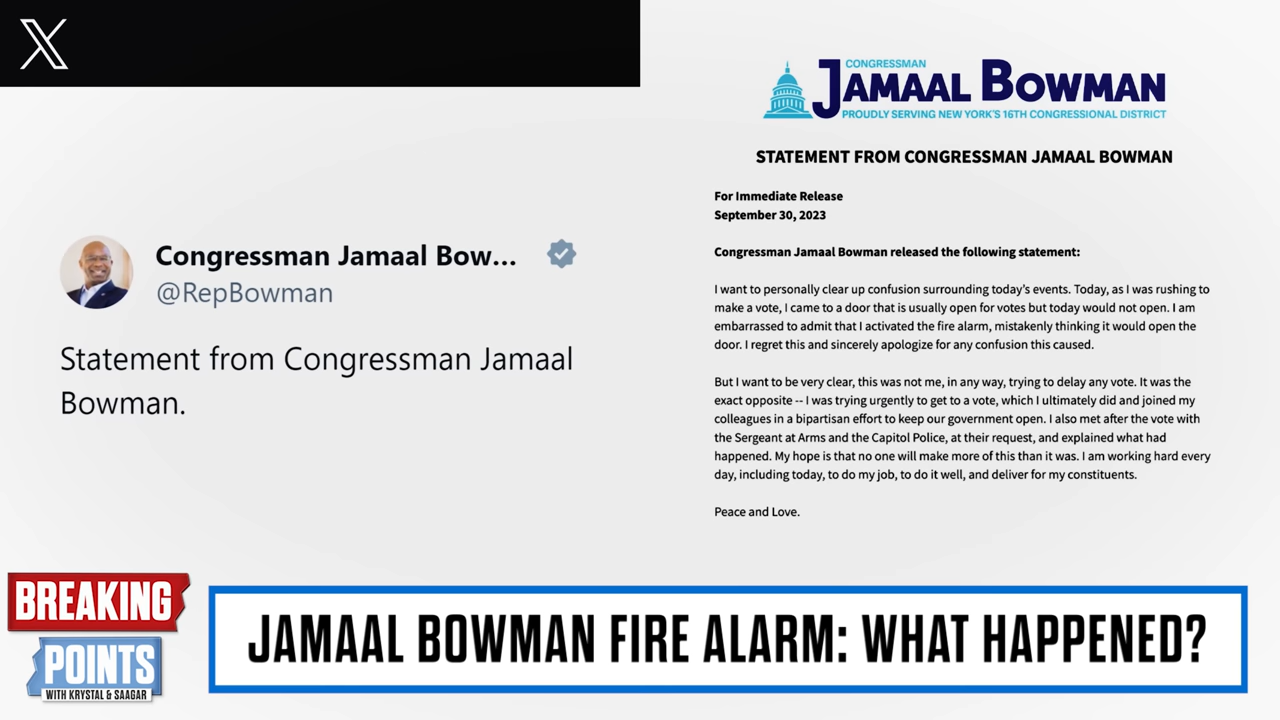 X
Congressman Jamaal Bow...
@RepBowman
Statement from Congressman Jamaal
Bowman.
CONGRESSMAN
JAMAAL BOWMAN
PROUDLY SERVING NEW YORK'S 16TH CONGRESSIONAL DISTRICT
STATEMENT FROM CONGRESSMAN JAMAAL BOWMAN
For Immediate Release
September 30, 2023
Congressman Jamaal Bowman released the following statement:
I want to personally clear up confusion surrounding today's events. Today, as I was rushing to
make a vote, I came to a door that is usually open for votes but today would not open. I am
embarrassed to admit that I activated the fire alarm, mistakenly thinking it would open the
door. I regret this and sincerely apologize for any confusion this caused.
But I want to be very clear, this was not me, in any way, trying to delay any vote. It was the
exact opposite -- I was trying urgently to get to a vote, which I ultimately did and joined my
colleagues in a bipartisan effort to keep our government open. I also met after the vote with
the Sergeant at Arms and the Capitol Police, at their request, and explained what had
happened. My hope is that no one will make more of this than it was. I am working hard every
day, including today, to do my job, to do it well, and deliver for my constituents.
Peace and Love.
BREAKING
POINTS
WITH KRYSTAL & SAAGAR
JAMAAL BOWMAN FIRE ALARM: WHAT HAPPENED?